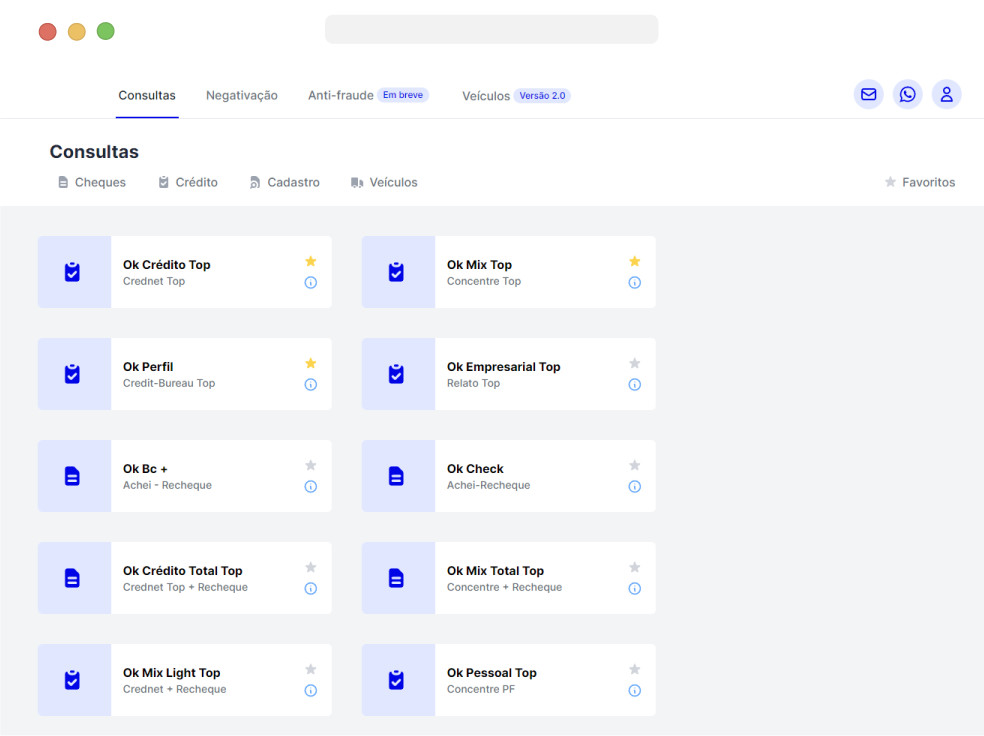 Consultas
Negativação
Anti-fraude Em breve
Veículos Versão 2.0
Consultas
Cheques
Crédito
Cadastro
Veículos
Favoritos
Ok Crédito Top
Crednet Top
Ok Mix Top
Concentre Top
Ok Perfil
Credit-Bureau Top
Ok Empresarial Top
Relato Top
Ok Bc +
Achei - Recheque
Ok Check
Achei-Recheque
Ok Crédito Total Top
Crednet Top + Recheque
Ok Mix Total Top
Concentre + Recheque
Ok Mix Light Top
Crednet + Recheque
Ok Pessoal Top
Concentre PF